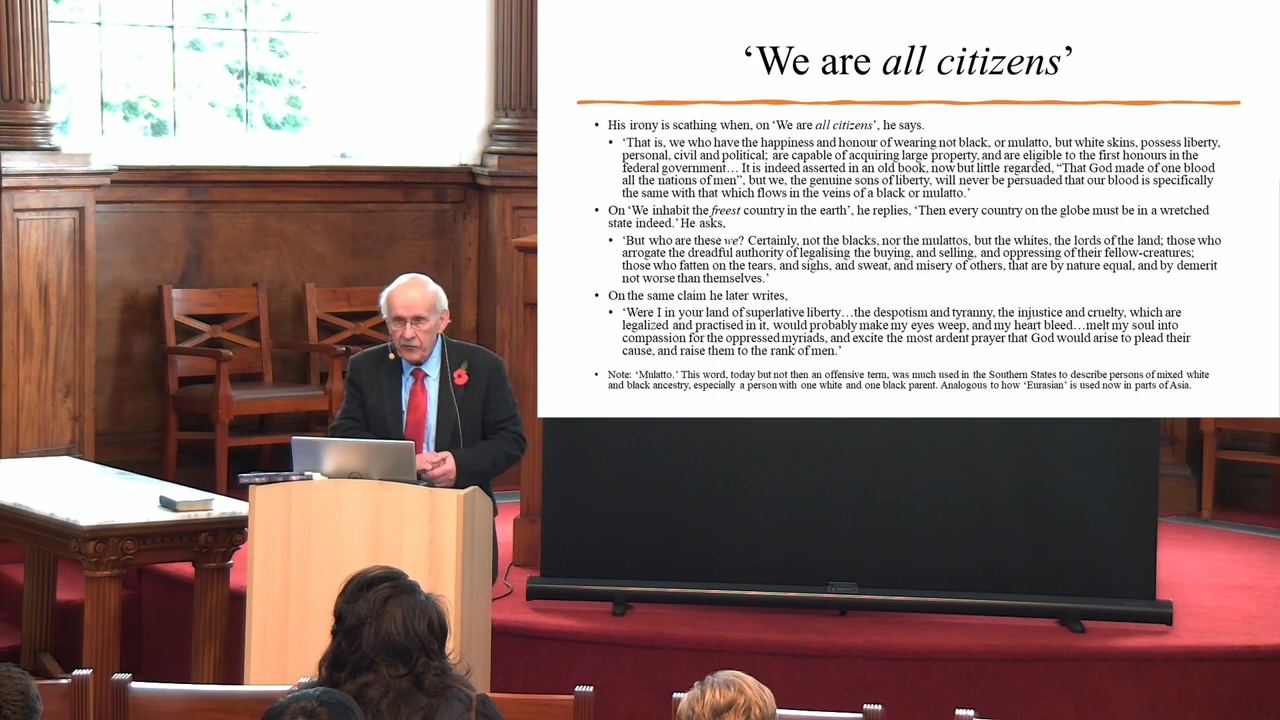 ‘We are all citizens’
• His irony is scathing when, on ‘We are all citizens’, he says.
• ‘That is, we who have the happiness and honour of wearing not black, or mulatto, but white skins, possess liberty,
personal, civil and political; are capable of acquiring large property, and are eligible to the first honours in the
federal government… It is indeed asserted in an old book, now but little regarded, “That God made of one blood
all the nations of men”, but we, the genuine sons of liberty, will never be persuaded that our blood is specifically
the same with that which flows in the veins of a black or mulatto.’
• On ‘We inhabit the freest country in the earth’, he replies, ‘Then every country on the globe must be in a wretched
state indeed.’ He asks,
• ‘But who are these we? Certainly, not the blacks, nor the mulattos, but the whites, the lords of the land; those who
arrogate the dreadful authority of legalising the buying, and selling, and oppressing of their fellow-creatures;
those who fatten on the tears, and sighs, and sweat, and misery of others, that are by nature equal, and by demerit
not worse than themselves.’
• On the same claim he later writes,
• ‘Were I in your land of superlative liberty…the despotism and tyranny, the injustice and cruelty, which are
legalized and practised in it, would probably make my eyes weep, and my heart bleed…melt my soul into
compassion for the oppressed myriads, and excite the most ardent prayer that God would arise to plead their
cause, and raise them to the rank of men.’
• Note: ‘Mulatto.’ This word, today but not then an offensive term, was much used in the Southern States to describe persons of mixed white
and black ancestry, especially a person with one white and one black parent. Analogous to how ‘Eurasian’ is used now in parts of Asia.